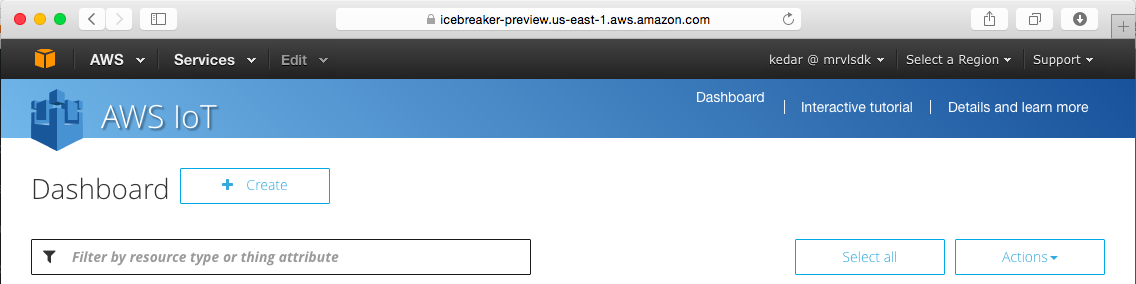 icebreaker-preview.us-east-1.aws.amazon.com
AWS Services Edit kedar @ mrvlsdk Select a Region Support
AWS IoT Dashboard Interactive tutorial Details and learn more
Dashboard + Create
Filter by resource type or thing attribute Select all Actions